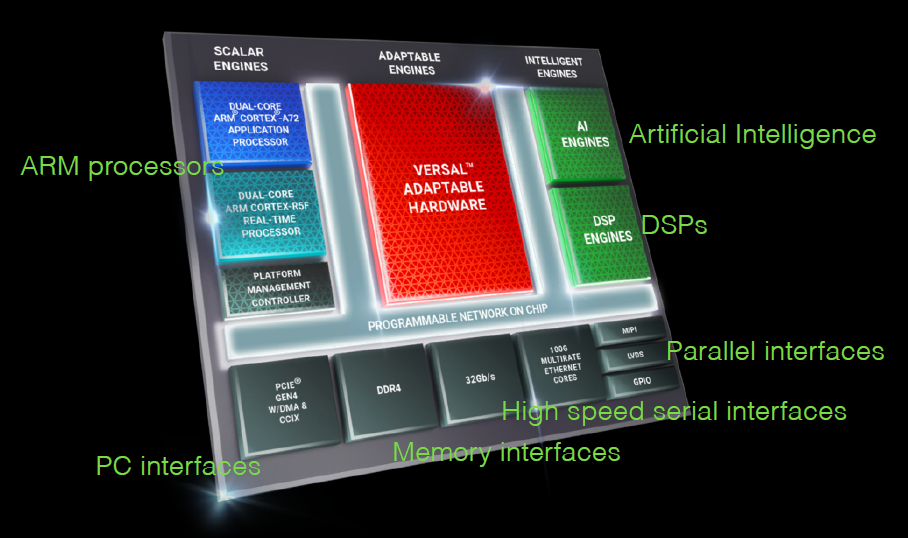 SCALAR
ENGINES
ADAPTABLE
ENGINES
INTELLIGENT
ENGINES
DUAL-CORE
ARM® CORTEX®-A72
APPLICATION
PROCESSOR
ARM processors
DUAL-CORE
ARM CORTEX-R5F
REAL-TIME
PROCESSOR
PLATFORM
MANAGEMENT
CONTROLLER
VERSAL™
ADAPTABLE
HARDWARE
AI
ENGINES
Artificial Intelligence
DSP
ENGINES
DSPs
PROGRAMMABLE NETWORK ON CHIP
PCIE®
GEN4
W/DMA &
CCIX
DDR4
32Gb/s
100G
MULTIRATE
ETHERNET
CORES
MIPI
LVDS
GPIO
Parallel interfaces
High speed serial interfaces
Memory interfaces
PC interfaces